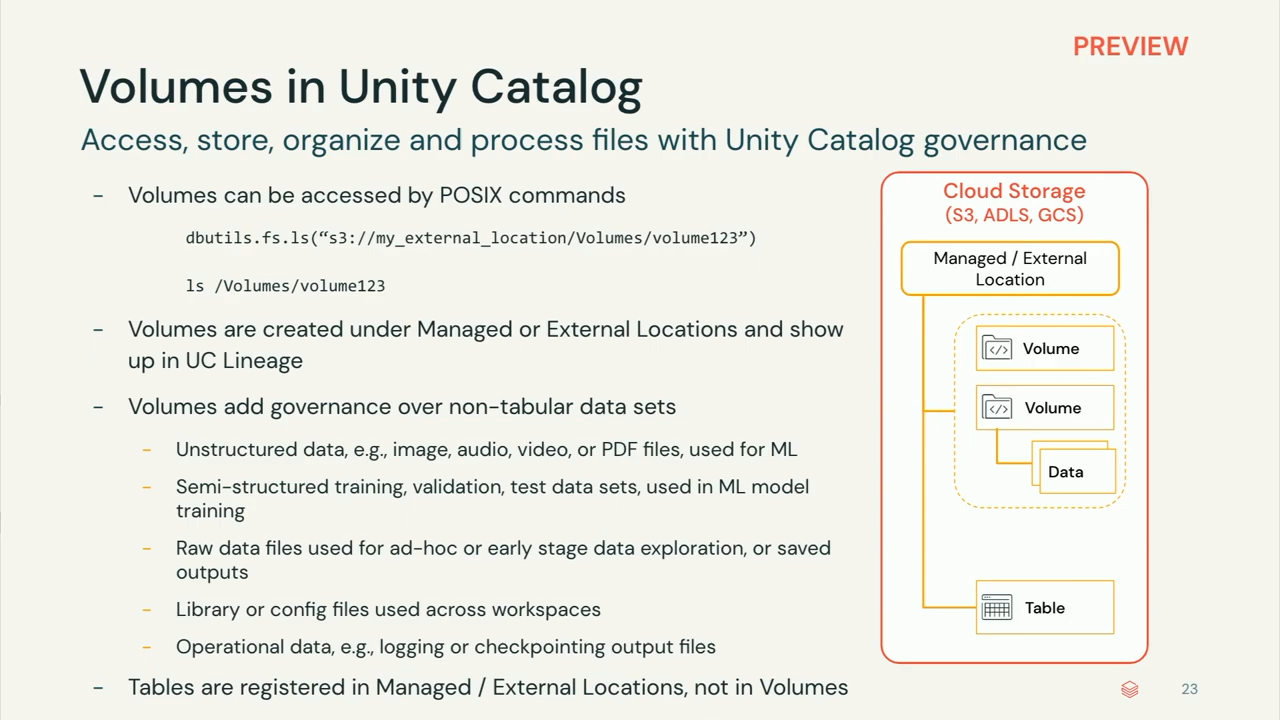 PREVIEW
Volumes in Unity Catalog
Access, store, organize and process files with Unity Catalog governance
- Volumes can be accessed by POSIX commands
dbutils.fs.ls(“s3://my_external_location/Volumes/volume123”)
ls /Volumes/volume123
- Volumes are created under Managed or External Locations and show
up in UC Lineage
- Volumes add governance over non-tabular data sets
- Unstructured data, e.g., image, audio, video, or PDF files, used for ML
- Semi-structured training, validation, test data sets, used in ML model
training
- Raw data files used for ad-hoc or early stage data exploration, or saved
outputs
- Library or config files used across workspaces
- Operational data, e.g., logging or checkpointing output files
- Tables are registered in Managed / External Locations, not in Volumes
Cloud Storage
(S3, ADLS, GCS)
Managed / External
Location
Volume
Volume
Data
Table
23